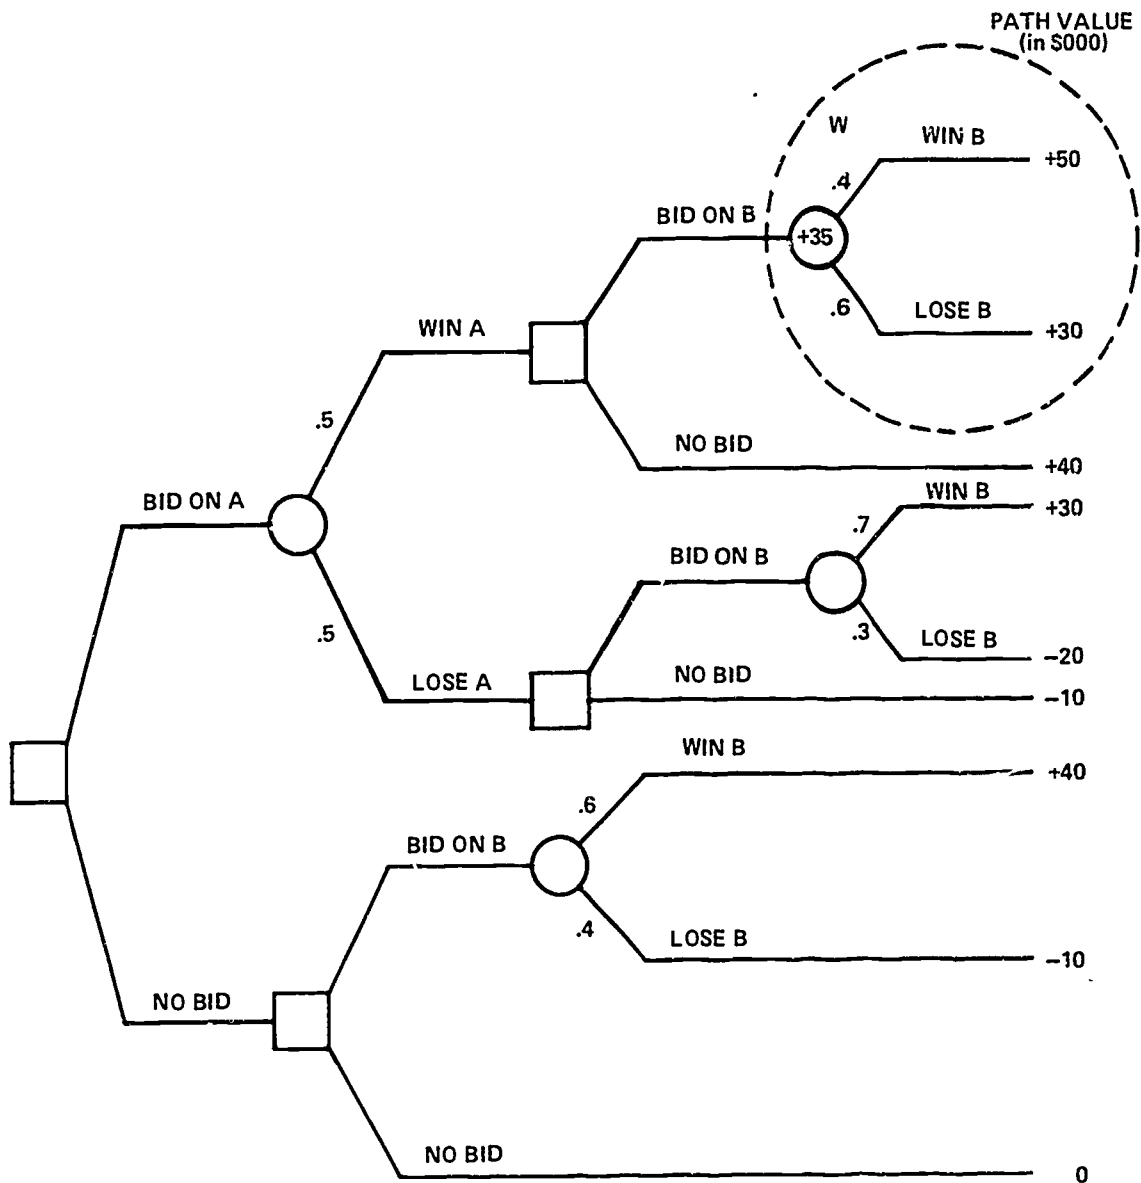 PATH VALUE
(in $000)
W
WIN B
+50
.4
BID ON B
+35
.6
LOSE B
+30
WIN A
.5
NO BID
+40
BID ON A
WIN B
+30
.7
BID ON B
.5
.3
LOSE B
-20
LOSE A
NO BID
-10
WIN B
+40
.6
BID ON B
.4
LOSE B
-10
NO BID
NO BID
0